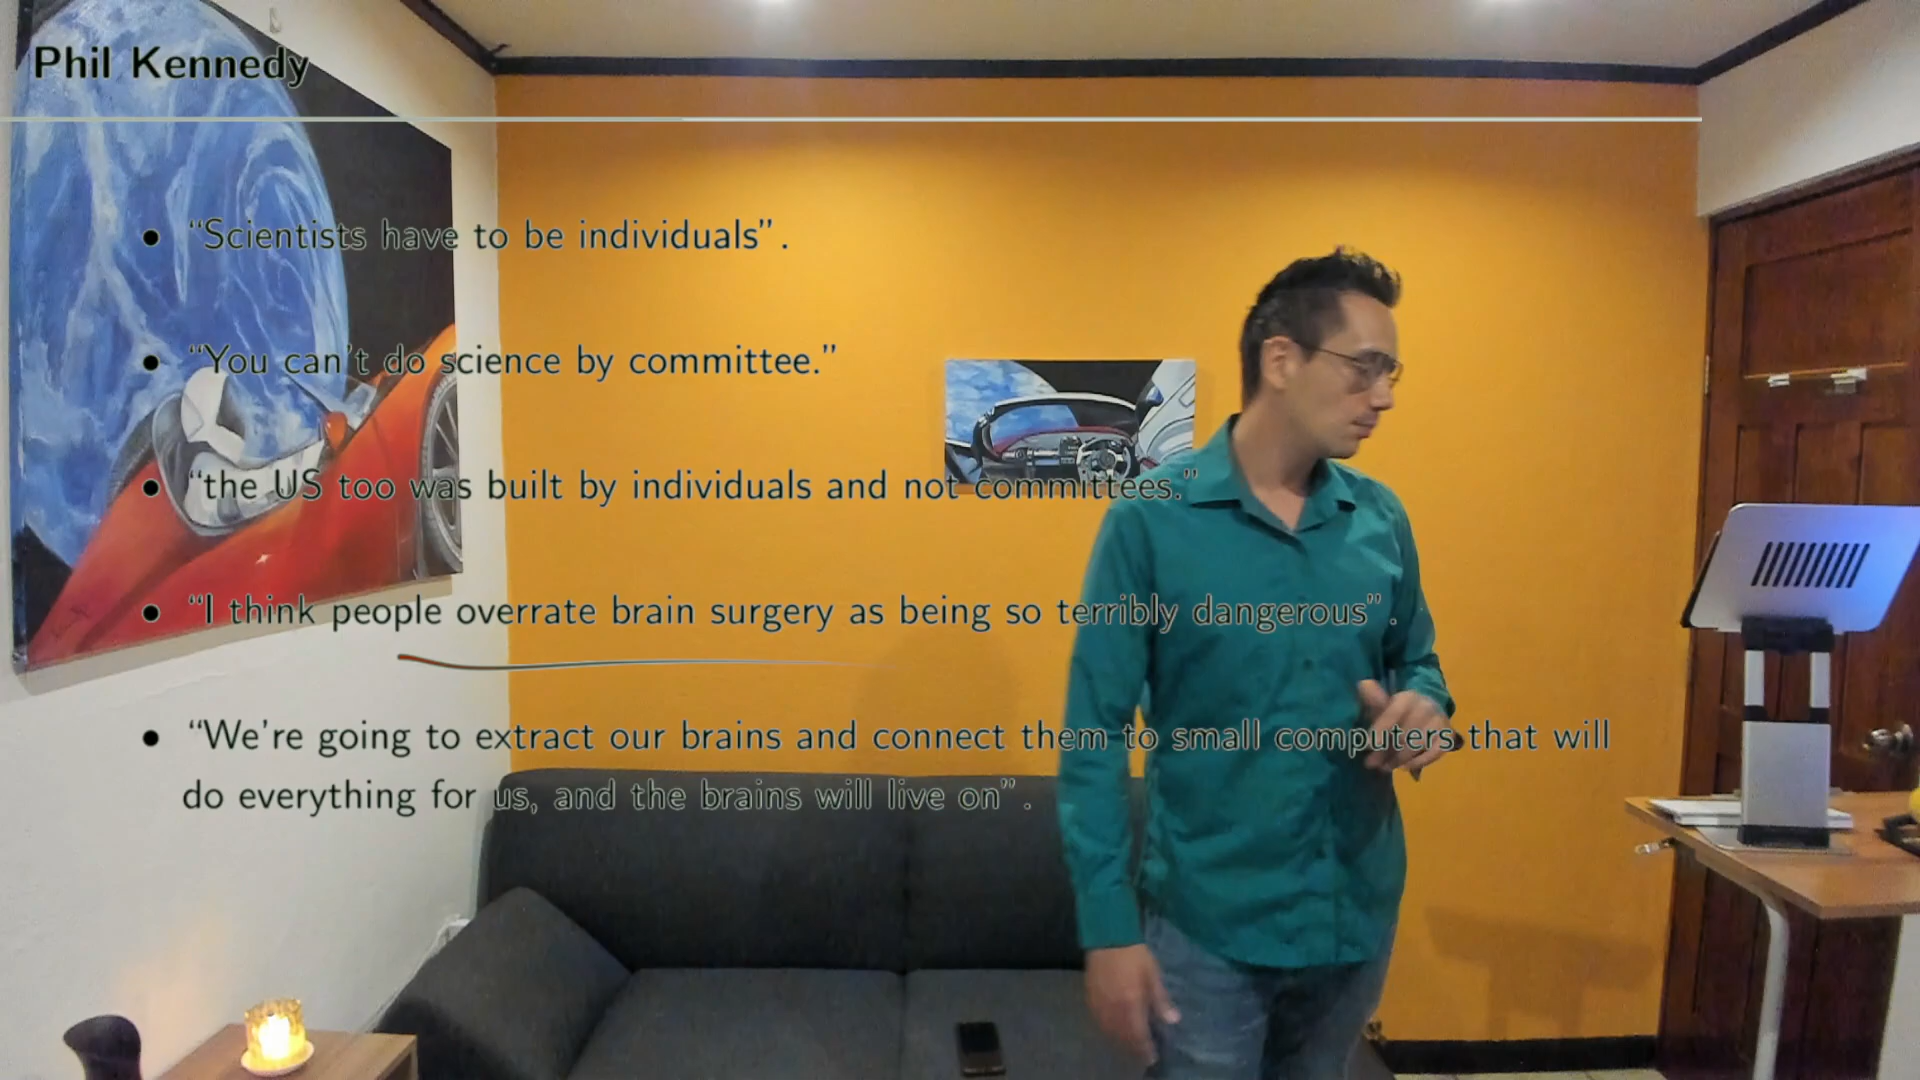 Phil Kennedy
• “Scientists have to be individuals”.
• “You can't do science by committee.”
• “the US too was built by individuals and not committees.”
• “I think people overrate brain surgery as being so terribly dangerous”.
• “We're going to extract our brains and connect them to small computers that will
do everything for us, and the brains will live on”.